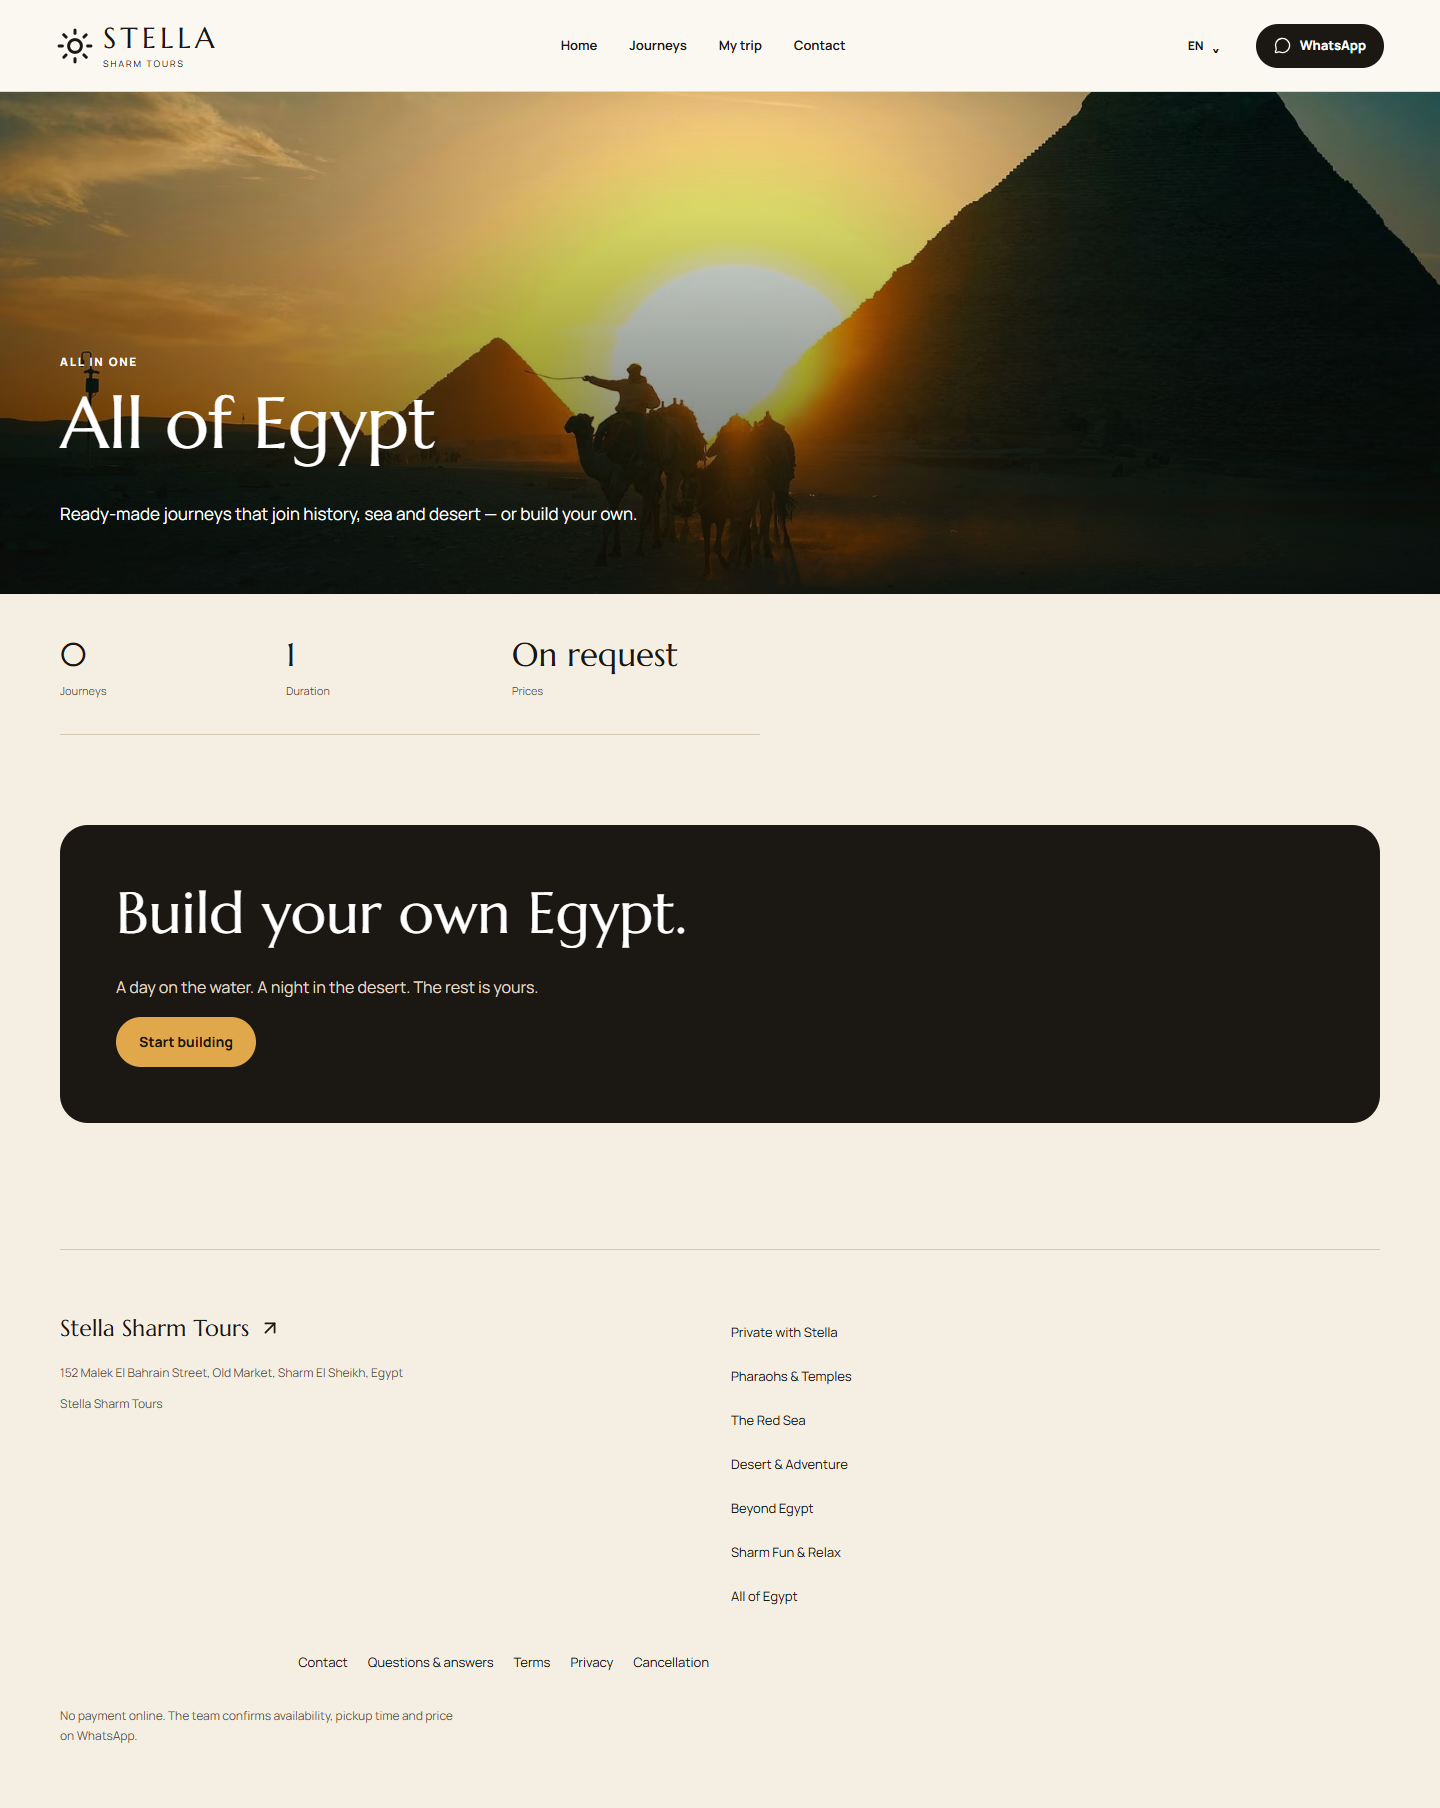 STELLA
SHARM TOURS
Home Journeys My trip Contact
EN
WhatsApp
ALL IN ONE
All of Egypt
Ready-made journeys that join history, sea and desert — or build your own.
0 1 On request
Journeys Duration Prices
Build your own Egypt.
A day on the water. A night in the desert. The rest is yours.
Start building
Stella Sharm Tours
152 Malek El Bahrain Street, Old Market, Sharm El Sheikh, Egypt
Stella Sharm Tours
Private with Stella
Pharaohs & Temples
The Red Sea
Desert & Adventure
Beyond Egypt
Sharm Fun & Relax
All of Egypt
Contact Questions & answers Terms Privacy Cancellation
No payment online. The team confirms availability, pickup time and price
on WhatsApp.